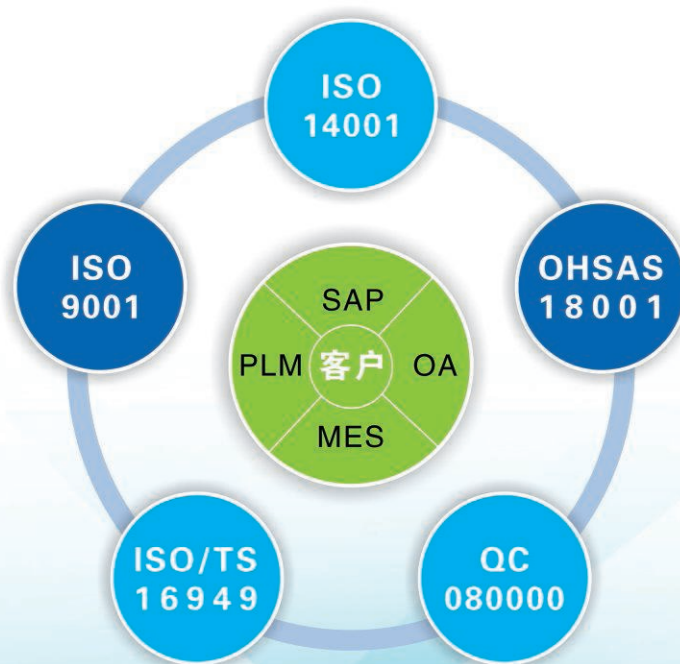 ISO
14001
ISO
9001
OHSAS
18001
SAP
PLM
客户
OA
MES
ISO/TS
16949
QC
080000